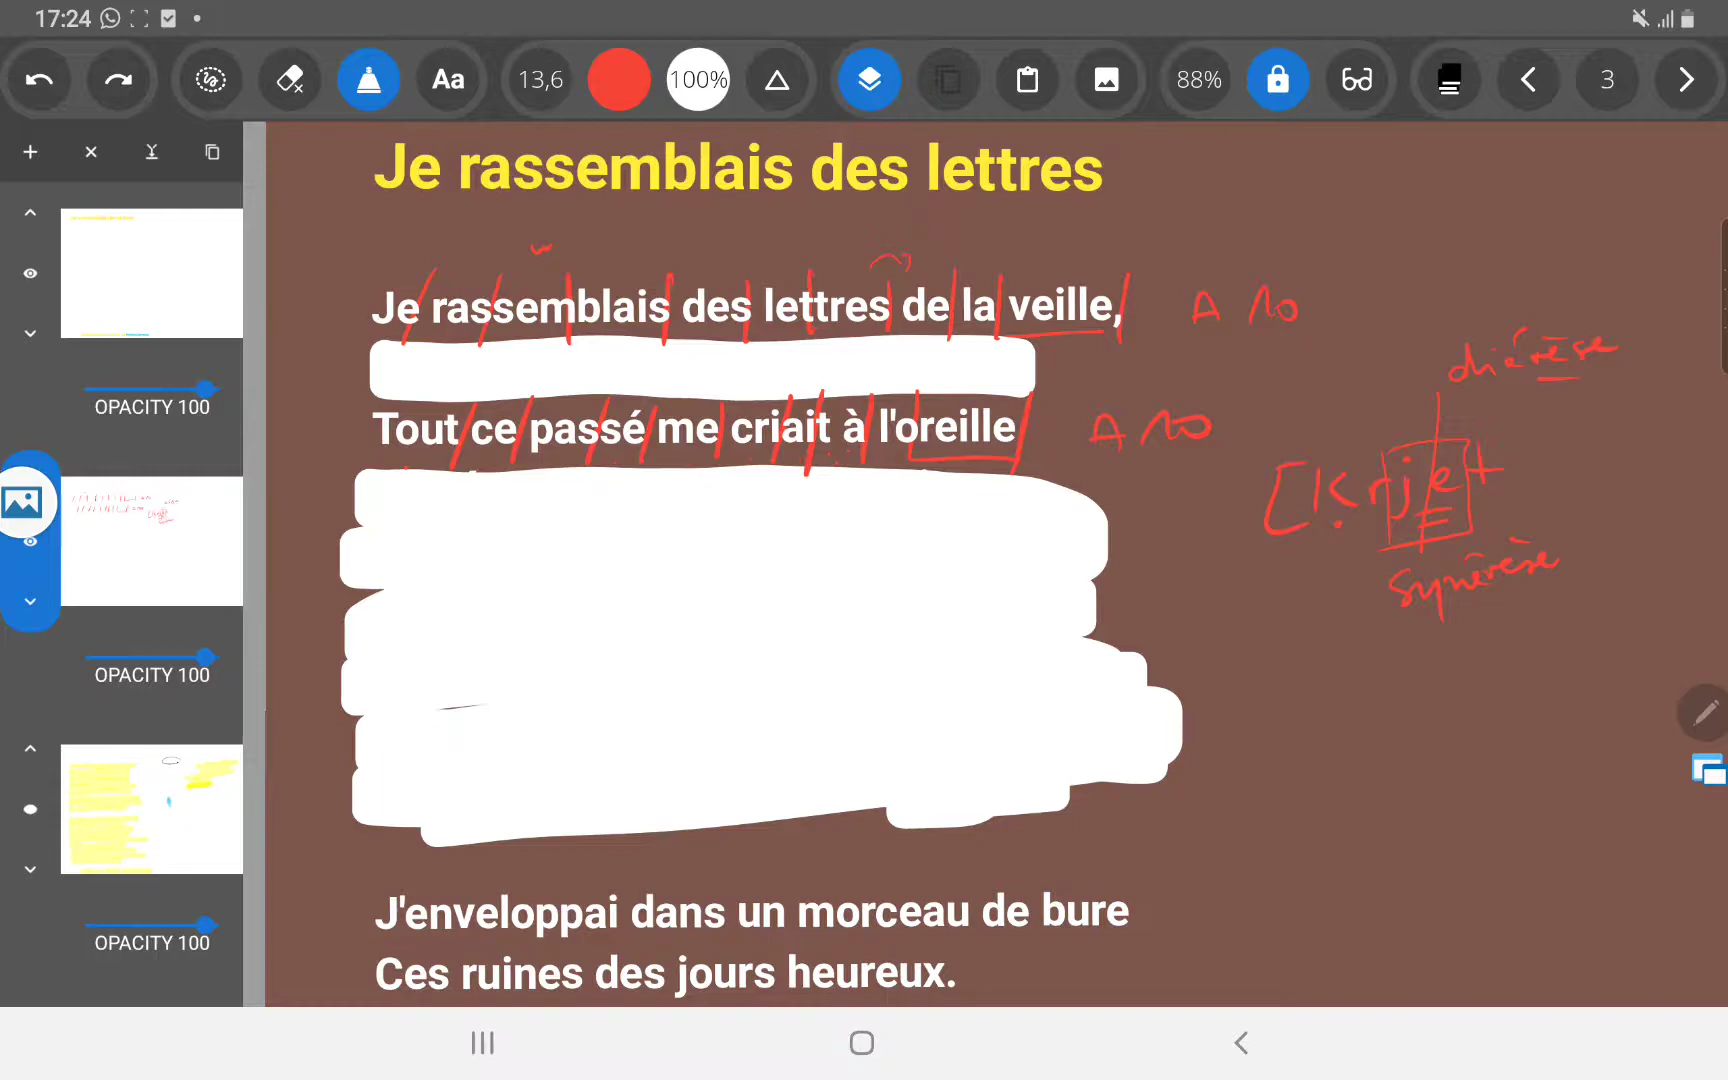 17:24
Aa 13,6 100% 88% 3
Je rassemblais des lettres
Je rassemblais des lettres de la veille, A 10
OPACITY 100
Tout ce passé me criait à l'oreille A 10
diérèse
[Krjet
synérèse
OPACITY 100
OPACITY 100
J'enveloppai dans un morceau de bure
Ces ruines des jours heureux.